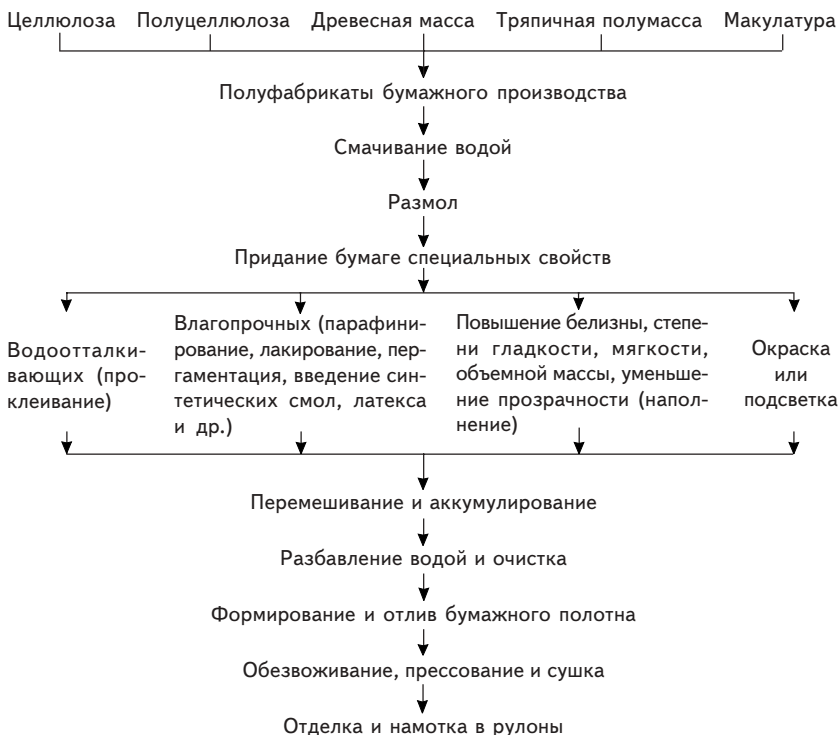 Целлюлоза Полуцеллюлоза Древесная масса Тряпичная полумасса Макулатура
Полуфабрикаты бумажного производства
Смачивание водой
Размол
Придание бумаге специальных свойств
Водоотталки-
вающих (про-
клеивание)
Влагопрочных (парафини-
рование, лакирование, пер-
гаментация, введение син-
тетических смол, латекса
и др.)
Повышение белизны, степе-
ни гладкости, мягкости,
объемной массы, уменьше-
ние прозрачности (напол-
нение)
Окраска
или
подсветка
Перемешивание и аккумулирование
Разбавление водой и очистка
Формирование и отлив бумажного полотна
Обезвоживание, прессование и сушка
Отделка и намотка в рулоны